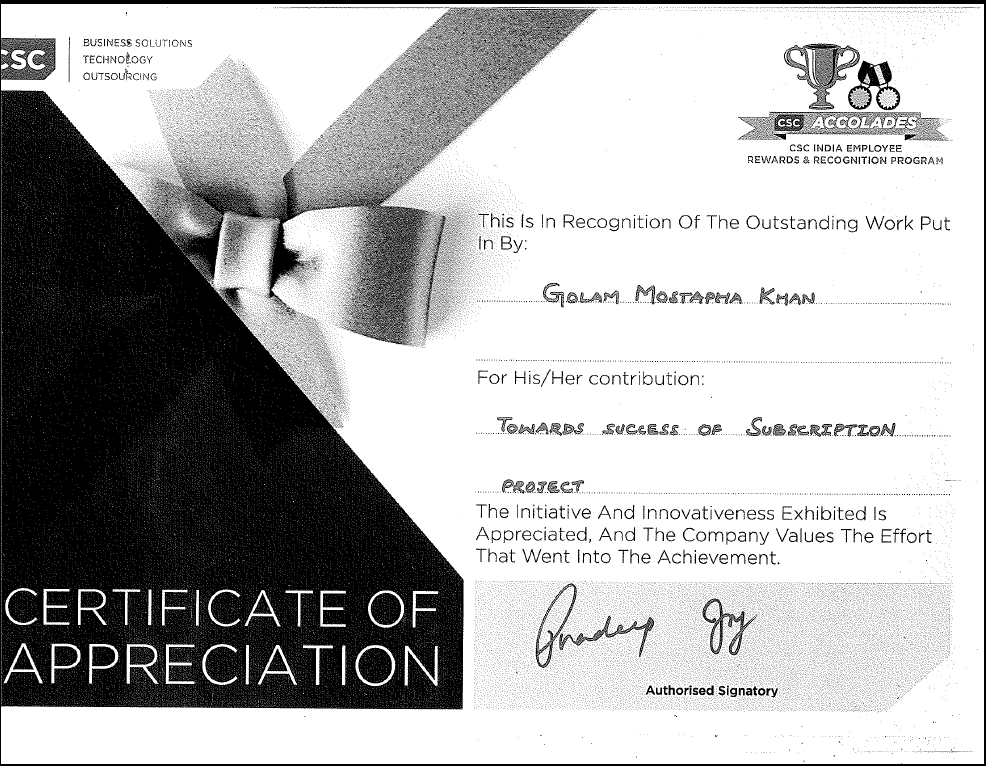 CSC
BUSINESS SOLUTIONS
TECHNOLOGY
OUTSOURCING
CSC ACCOLADES
CSC INDIA EMPLOYEE
REWARDS & RECOGNITION PROGRAM
This Is In Recognition Of The Outstanding Work Put
In By:
GOLAM MOSTAPHA KHAN
For His/Her contribution:
TOWARDS SUCCESS OF SUBSCRIPTION
PROJECT
The Initiative And Innovativeness Exhibited Is
Appreciated, And The Company Values The Effort
That Went Into The Achievement.
CERTIFICATE OF
APPRECIATION
Pradeep Joy
Authorised Signatory